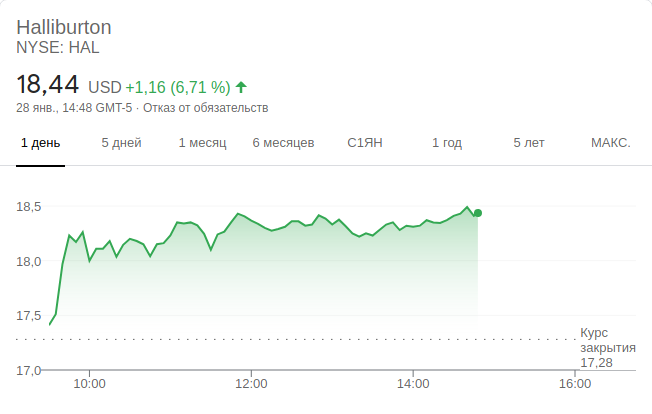 Halliburton
NYSE: HAL
18,44 USD +1,16 (6,71 %)
28 янв., 14:48 GMT-5 · Отказ от обязательств
1 день 5 дней 1 месяц 6 месяцев С1ЯН 1 год 5 лет МАКС.
18,5
18,0
17,5
Курс
закрытия
17,28
17,0
10:00 12:00 14:00 16:00